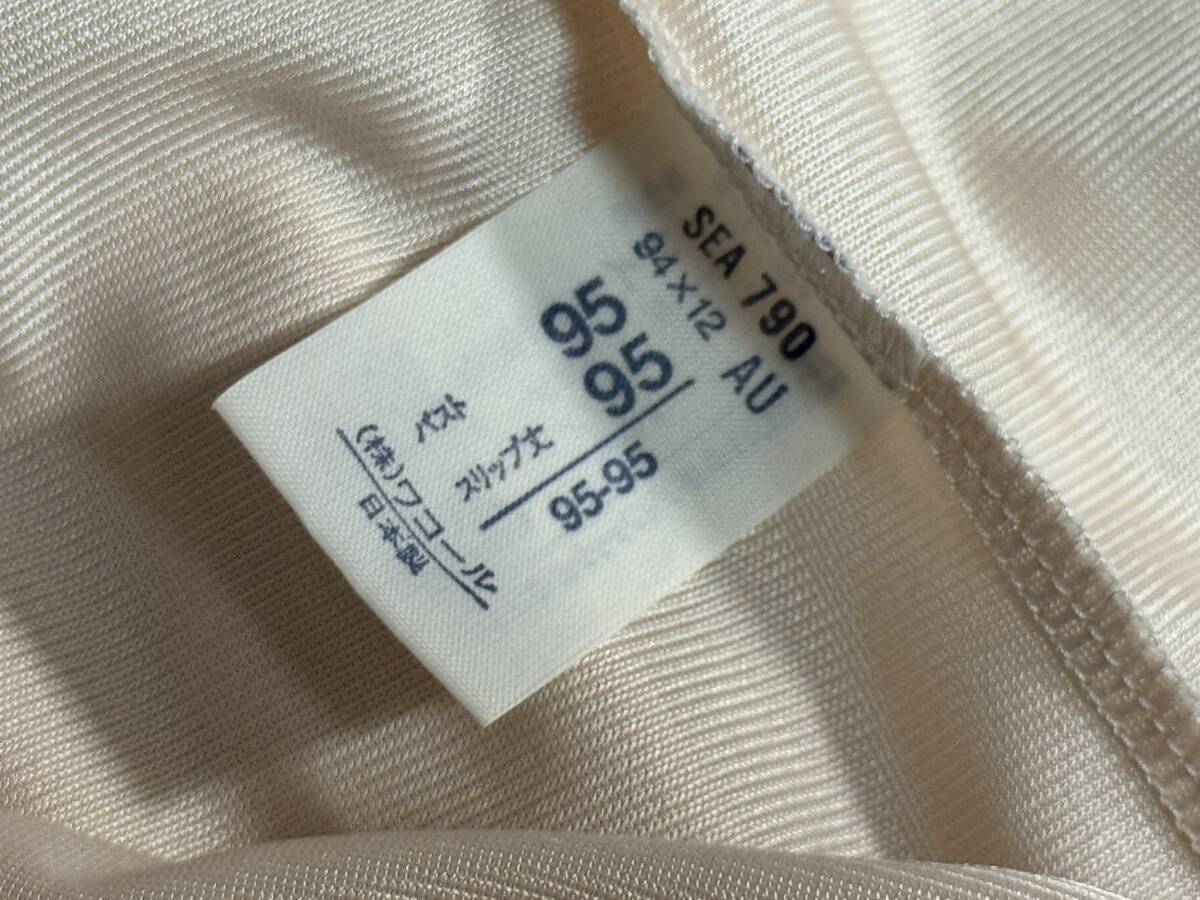 SEA 790
94×12 AU
バスト 95
スリップ丈 95
95-95
(株)ワコール
日本製